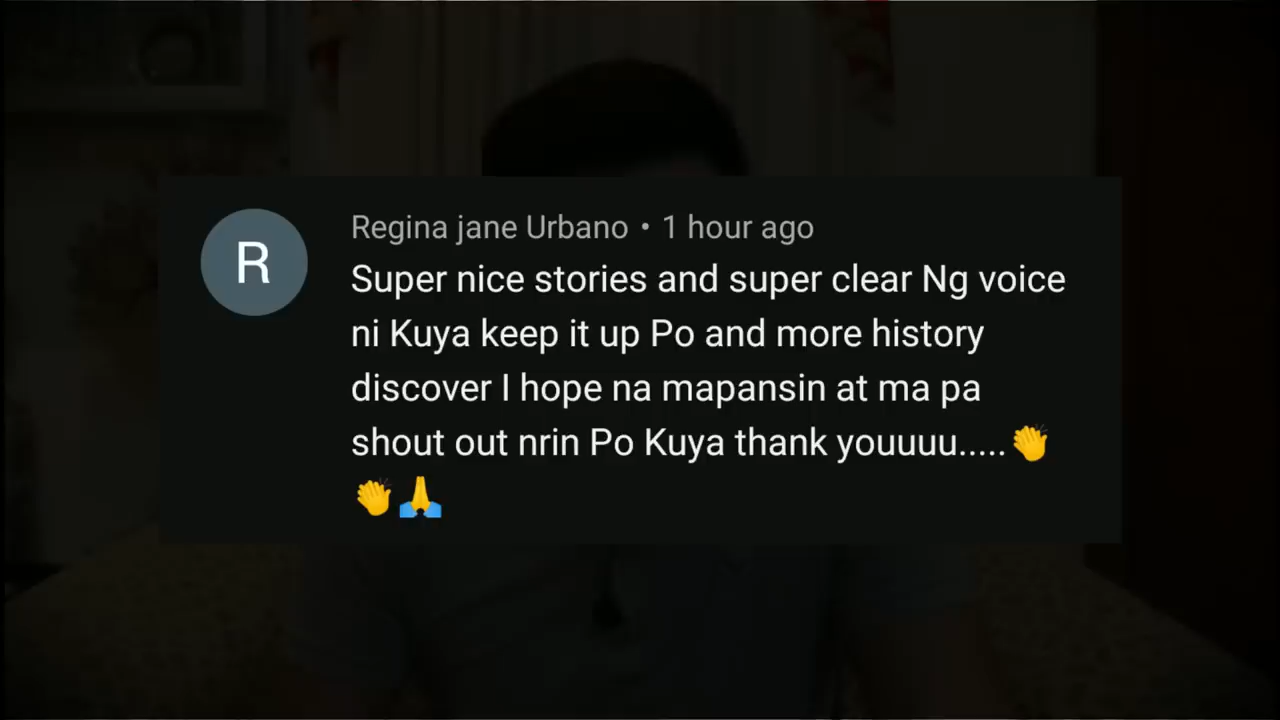 R
Regina jane Urbano • 1 hour ago
Super nice stories and super clear Ng voice
ni Kuya keep it up Po and more history
discover I hope na mapansin at ma pa
shout out nrin Po Kuya thank youuuu.....👏
👏🙏